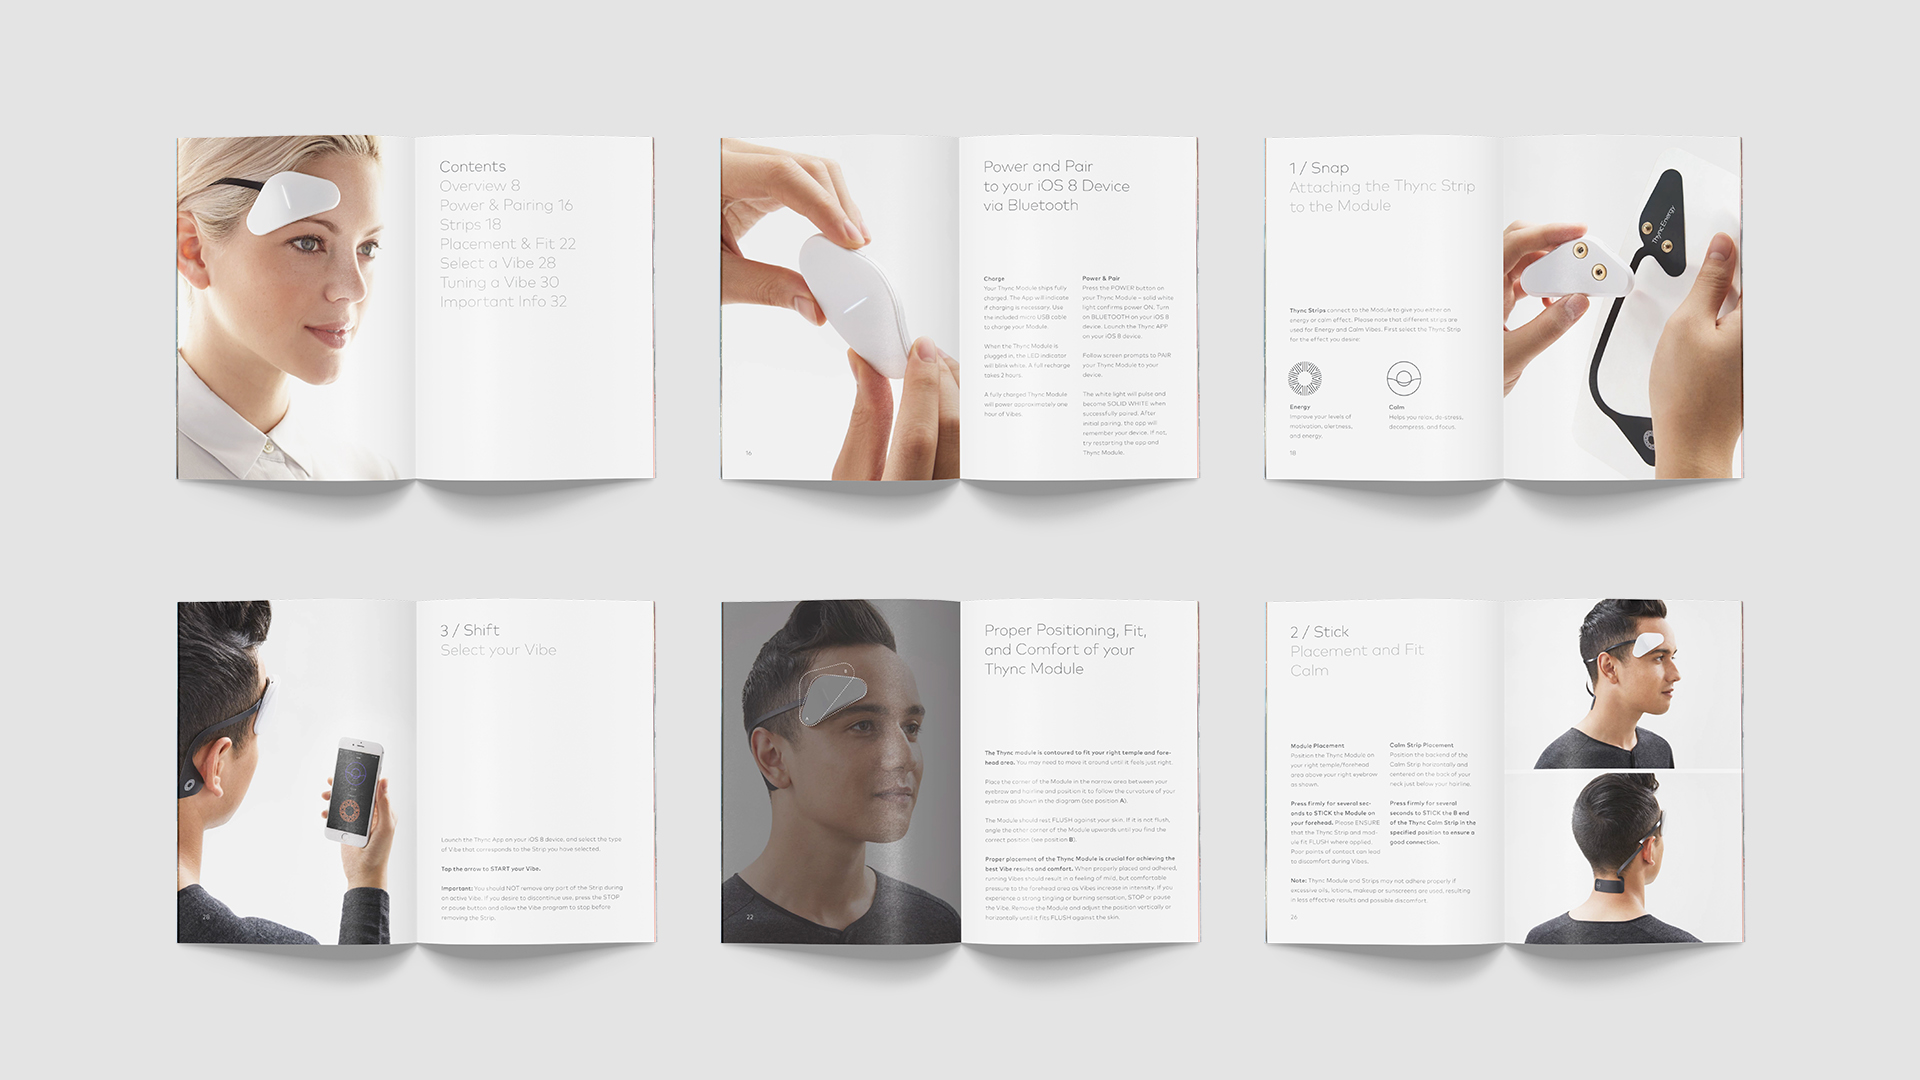 Contents
Overview 8
Power & Pairing 16
Strips 18
Placement & Fit 22
Select a Vibe 28
Tuning a Vibe 30
Important Info 32
16
Power and Pair
to your iOS 8 Device
via Bluetooth
Charge
Your Thync Module ships fully
charged. The App will indicate
if charging is necessary. Use
the included micro USB cable
to charge your Module.
When the Thync Module is
plugged in, the LED indicator
will blink white. A full recharge
takes 2 hours.
A fully charged Thync Module
will power approximately one
hour of Vibes.
Power & Pair
Press the POWER button on
your Thync Module – solid white
light confirms power ON. Turn
on BLUETOOTH on your iOS 8
device. Launch the Thync APP
on your iOS 8 device.
Follow screen prompts to PAIR
your Thync Module to your
device.
The white light will pulse and
become SOLID WHITE when
successfully paired. After
initial pairing, the app will
remember your device. If not,
try restarting the app and
Thync Module.
1 / Snap
Attaching the Thync Strip
to the Module
Thync Strips connect to the Module to give you either an
energy or calm effect. Please note that different strips are
used for Energy and Calm Vibes. First select the Thync Strip
for the effect you desire:
Energy
Improve your levels of
motivation, alertness,
and energy.
Calm
Helps you relax, de-stress,
decompress, and focus.
18
Thync Energy
28
3 / Shift
Select your Vibe
Launch the Thync App on your iOS 8 device, and select the type
of Vibe that corresponds to the Strip you have selected.
Tap the arrow to START your Vibe.
Important: You should NOT remove any part of the Strip during
an active Vibe. If you desire to discontinue use, press the STOP
or pause button and allow the Vibe program to stop before
removing the Strip.
B
A
22
Proper Positioning, Fit,
and Comfort of your
Thync Module
The Thync module is contoured to fit your right temple and fore-
head area. You may need to move it around until it feels just right.
Place the corner of the Module in the narrow area between your
eyebrow and hairline and position it to follow the curvature of your
eyebrow as shown in the diagram (see position A).
The Module should rest FLUSH against your skin. If it is not flush,
angle the other corner of the Module upwards until you find the
correct position (see position B).
Proper placement of the Thync Module is crucial for achieving the
best Vibe results and comfort. When properly placed and adhered,
running Vibes should result in a feeling of mild, but comfortable
pressure to the forehead area as Vibes increase in intensity. If you
experience a strong tingling or burning sensation, STOP or pause
the Vibe. Remove the Module and adjust the position vertically or
horizontally until it fits FLUSH against the skin.
2 / Stick
Placement and Fit
Calm
Module Placement
Position the Thync Module on
your right temple/forehead
area above your right eyebrow
as shown.
Press firmly for several sec-
onds to STICK the Module on
your forehead. Please ENSURE
that the Thync Strip and mod-
ule fit FLUSH where applied.
Poor points of contact can lead
to discomfort during Vibes.
Calm Strip Placement
Position the backend of the
Calm Strip horizontally and
centered on the back of your
neck just below your hairline.
Press firmly for several
seconds to STICK the B end
of the Thync Calm Strip in the
specified position to ensure a
good connection.
Note: Thync Module and Strips may not adhere properly if
excessive oils, lotions, makeup or sunscreen are used, resulting
in less effective results and possible discomfort.
26